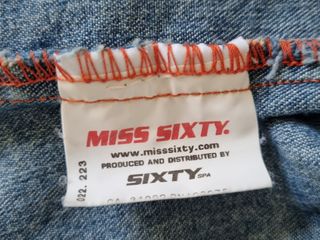 MISS SIXTY.
www.misssixty.com
PRODUCED AND DISTRIBUTED BY
SIXTY SPA
022. 223